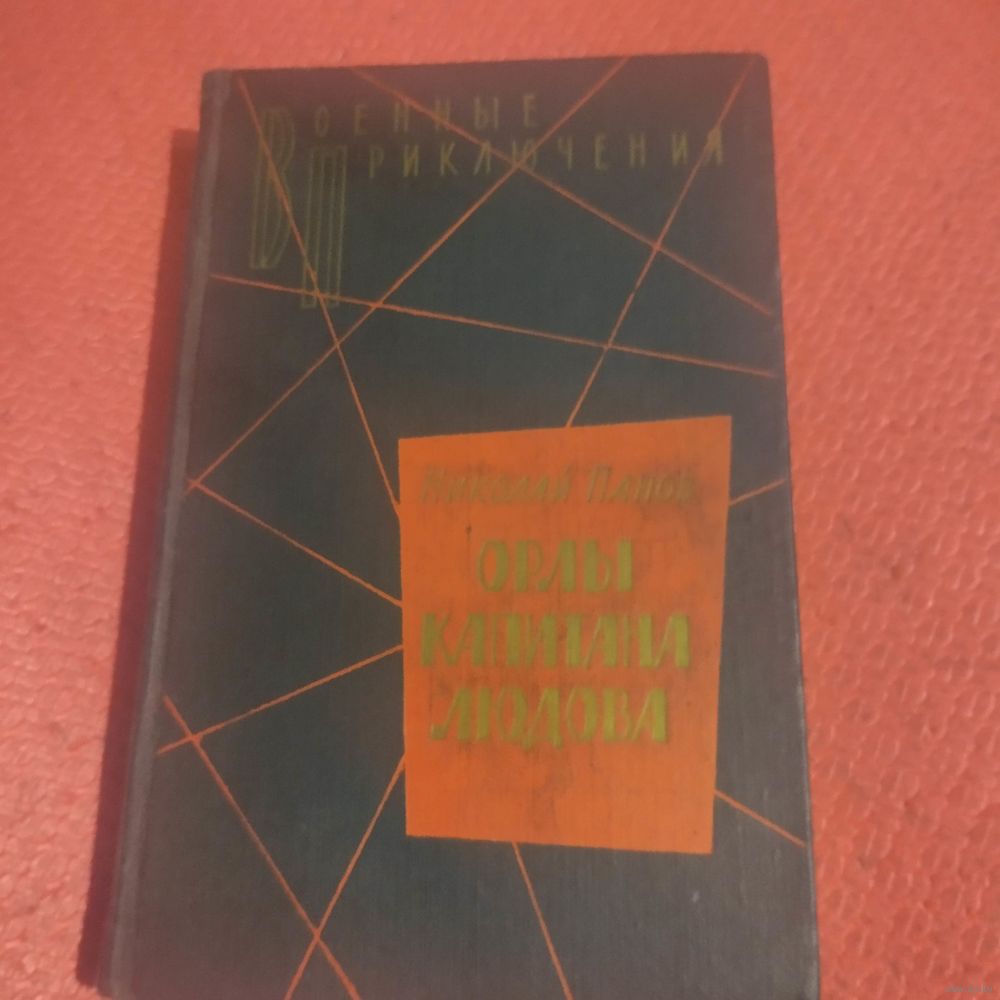 ВОЕННЫЕ
ПРИКЛЮЧЕНИЯ
Николай Панов
ОРЛЫ
КАПИТАНА
ЛЮДОВА